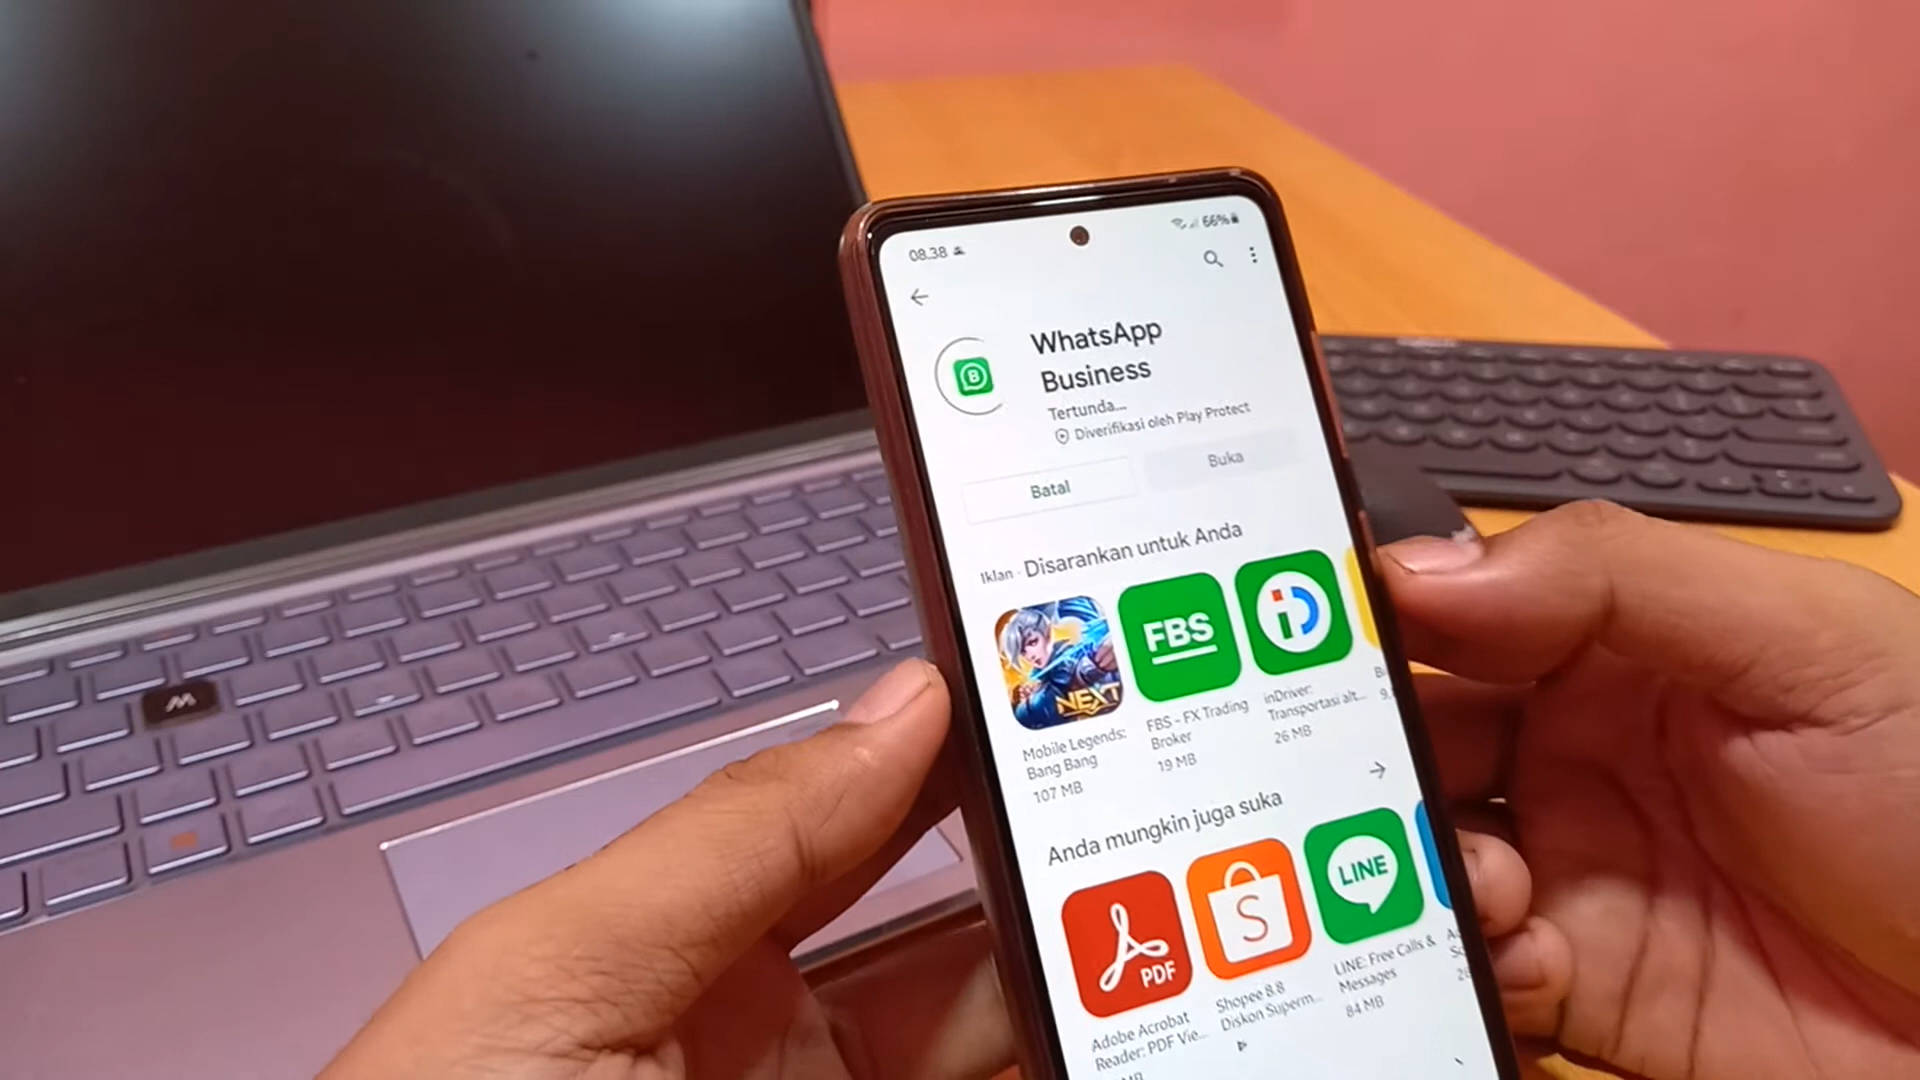 08.38
66%
WhatsApp
Business
Tertunda...
Diverifikasi oleh Play Protect
Batal
Buka
Iklan · Disarankan untuk Anda
NEXT
FBS
iD
Mobile Legends:
Bang Bang
107 MB
FBS - FX Trading
Broker
19 MB
inDriver:
Transportasi alt...
26 MB
Anda mungkin juga suka
PDF
S
LINE
Adobe Acrobat
Reader: PDF Vie...
Shopee 8.8
Diskon Superm...
LINE: Free Calls &
Messages
84 MB